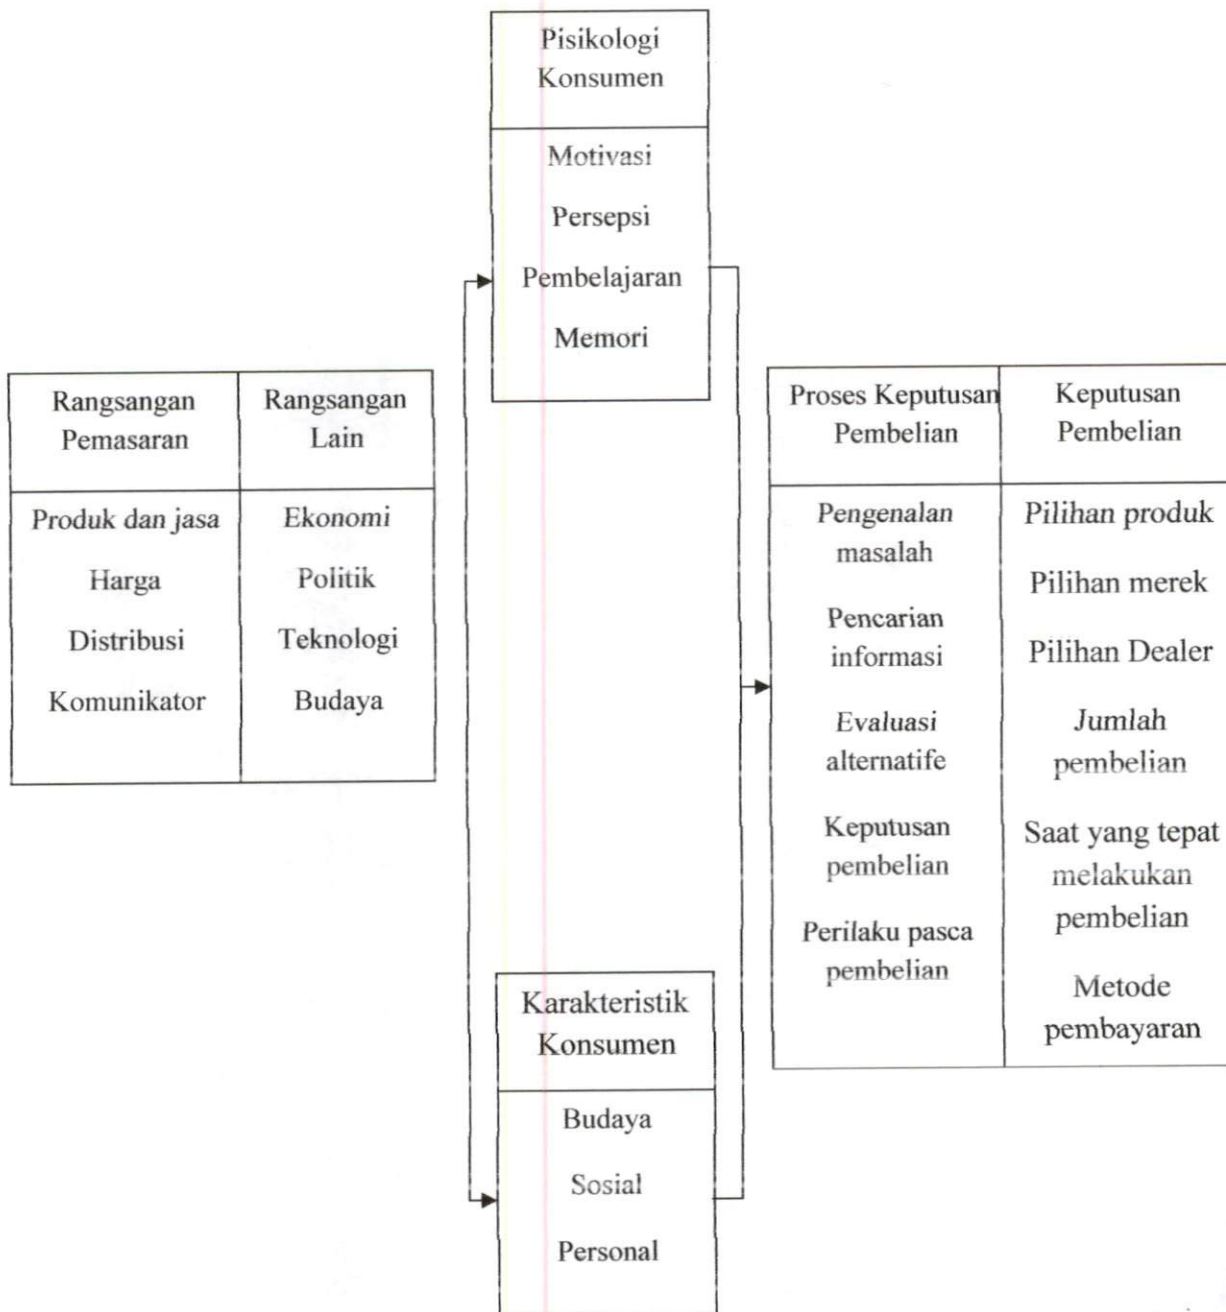 Pisikologi
Konsumen
Motivasi
Persepsi
Pembelajaran
Memori
Rangsangan
Pemasaran
Rangsangan
Lain
Produk dan jasa
Harga
Distribusi
Komunikator
Ekonomi
Politik
Teknologi
Budaya
Proses Keputusan
Pembelian
Keputusan
Pembelian
Pengenalan
masalah
Pencarian
informasi
Evaluasi
alternatife
Keputusan
pembelian
Perilaku pasca
pembelian
Pilihan produk
Pilihan merek
Pilihan Dealer
Jumlah
pembelian
Saat yang tepat
melakukan
pembelian
Metode
pembayaran
Karakteristik
Konsumen
Budaya
Sosial
Personal